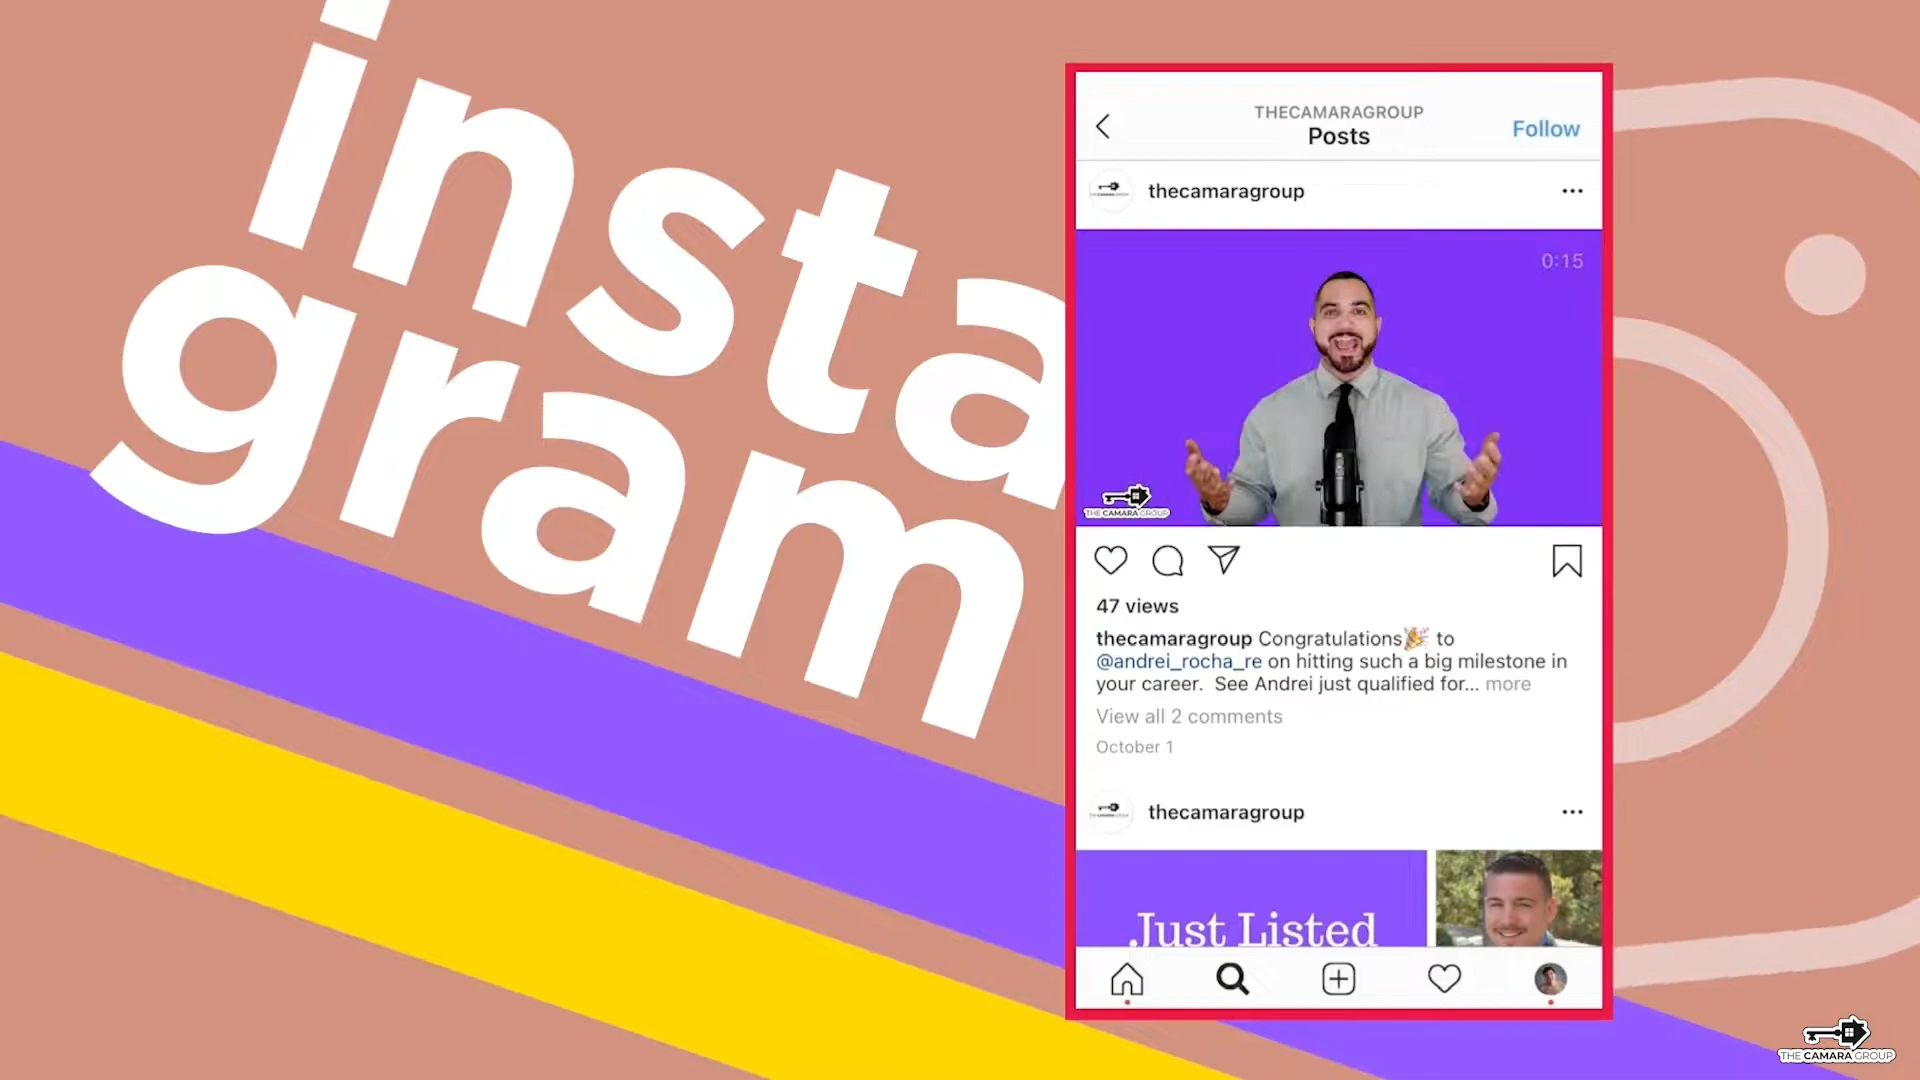 insta
gram
THECAMARAGROUP
Posts
Follow
thecamaragroup
0:15
THE CAMARA GROUP
47 views
thecamaragroup Congratulations🎉 to
@andrei_rocha_re on hitting such a big milestone in
your career. See Andrei just qualified for... more
View all 2 comments
October 1
thecamaragroup
Just Listed
THE CAMARA GROUP